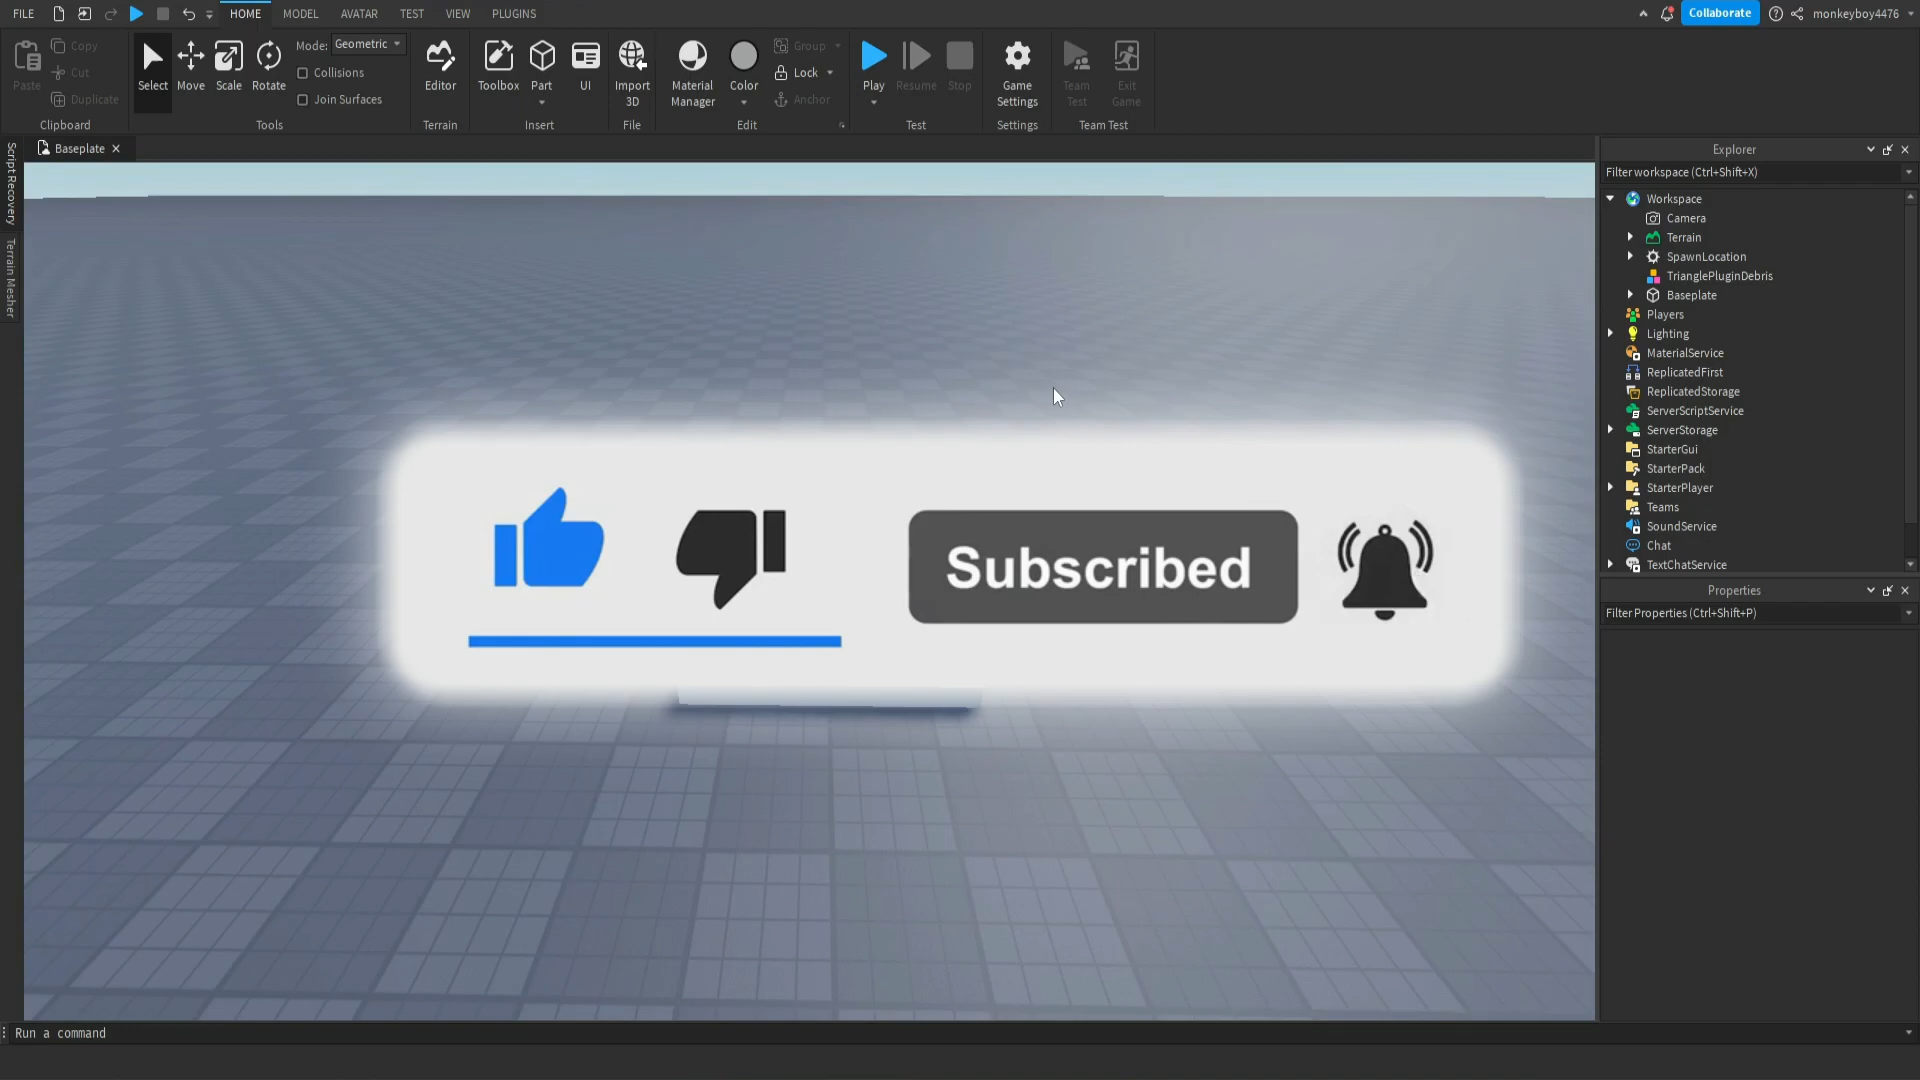 FILE
HOME
MODEL
AVATAR
TEST
VIEW
PLUGINS
Collaborate
monkeyboy4476
Paste
Copy
Cut
Duplicate
Clipboard
Select
Move
Scale
Rotate
Mode:
Geometric
Collisions
Join Surfaces
Tools
Editor
Terrain
Toolbox
Part
UI
Insert
Import
3D
File
Material
Manager
Color
Group
Lock
Anchor
Edit
Play
Resume
Stop
Test
Game
Settings
Settings
Team
Test
Exit
Game
Team Test
Script Recovery
Terrain Mesher
Baseplate
Subscribed
Explorer
Filter workspace (Ctrl+Shift+X)
Workspace
Camera
Terrain
SpawnLocation
TrianglePluginDebris
Baseplate
Players
Lighting
MaterialService
ReplicatedFirst
ReplicatedStorage
ServerScriptService
ServerStorage
StarterGui
StarterPack
StarterPlayer
Teams
SoundService
Chat
TextChatService
Properties
Filter Properties (Ctrl+Shift+P)
Run a command